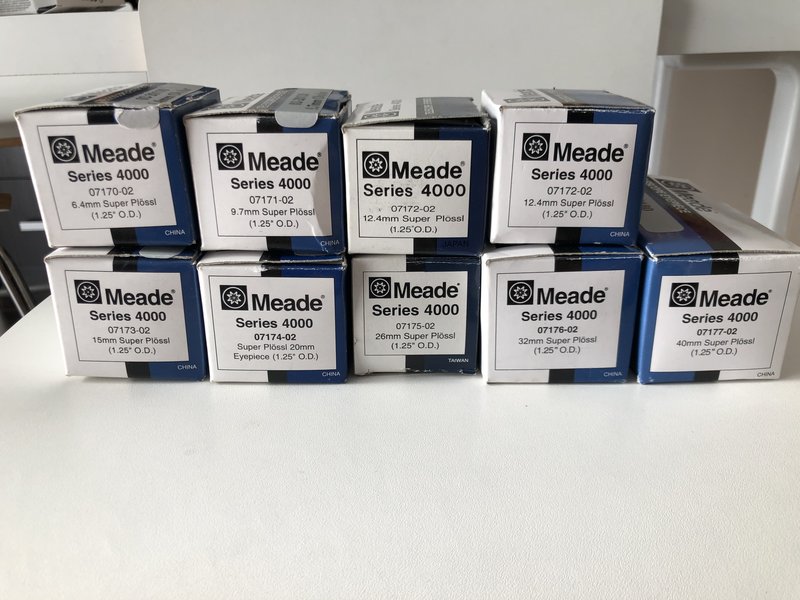 Meade®
Series 4000
07170-02
6.4mm Super Plössl
(1.25" O.D.)
CHINA
Meade®
Series 4000
07171-02
9.7mm Super Plössl
(1.25" O.D.)
CHINA
Meade®
Series 4000
07172-02
12.4mm Super Plössl
(1.25"O.D.)
JAPAN
Meade®
Series 4000
07172-02
12.4mm Super Plössl
(1.25" O.D.)
CHINA
Meade®
Series 4000
07173-02
15mm Super Plössl
(1.25" O.D.)
CHINA
Meade®
Series 4000
07174-02
Super Plössl 20mm
Eyepiece (1.25" O.D.)
CHINA
Meade®
Series 4000
07175-02
26mm Super Plössl
(1.25" O.D.)
TAIWAN
Meade®
Series 4000
07176-02
32mm Super Plössl
(1.25" O.D.)
CHINA
Meade®
Series 4000
07177-02
40mm Super Plössl
(1.25" O.D.)
CHINA